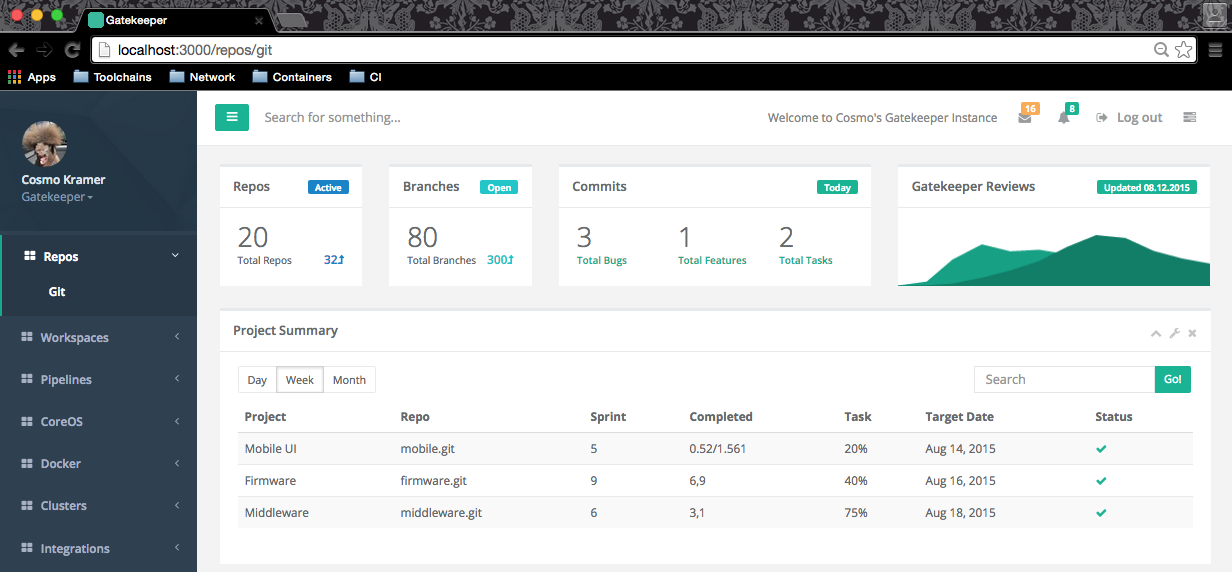 Gatekeeper
localhost:3000/repos/git
Apps Toolchains Network Containers CI
Search for something... Welcome to Cosmo's Gatekeeper Instance 16 8 Log out
Cosmo Kramer
Gatekeeper
Repos
Git
Workspaces
Pipelines
CoreOS
Docker
Clusters
Integrations
Repos Active
20
Total Repos 32
Branches Open
80
Total Branches 300
Commits Today
3 1 2
Total Bugs Total Features Total Tasks
Gatekeeper Reviews Updated 08.12.2015
Project Summary
Day Week Month Search Go!
Project Repo Sprint Completed Task Target Date Status
Mobile UI mobile.git 5 0.52/1.561 20% Aug 14, 2015
Firmware firmware.git 9 6,9 40% Aug 16, 2015
Middleware middleware.git 6 3,1 75% Aug 18, 2015